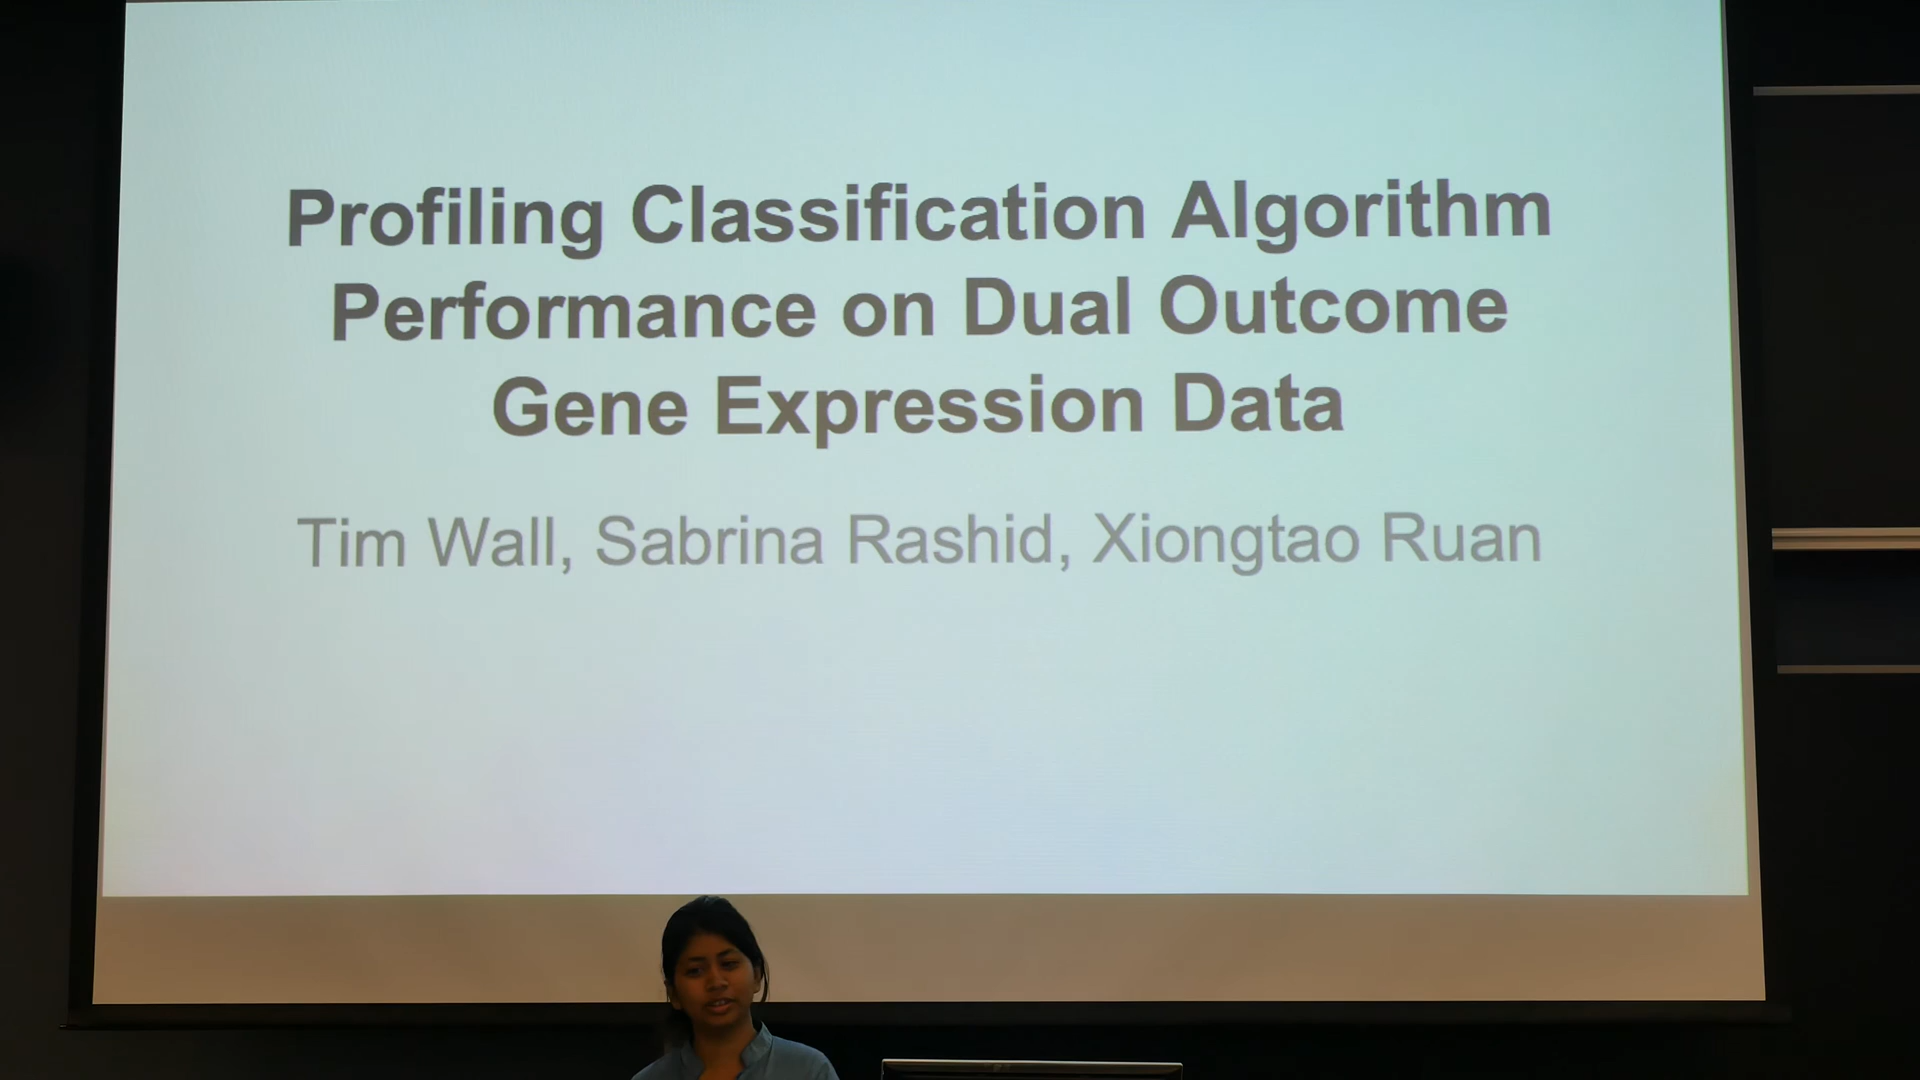 Profiling Classification Algorithm
Performance on Dual Outcome
Gene Expression Data
Tim Wall, Sabrina Rashid, Xiongtao Ruan